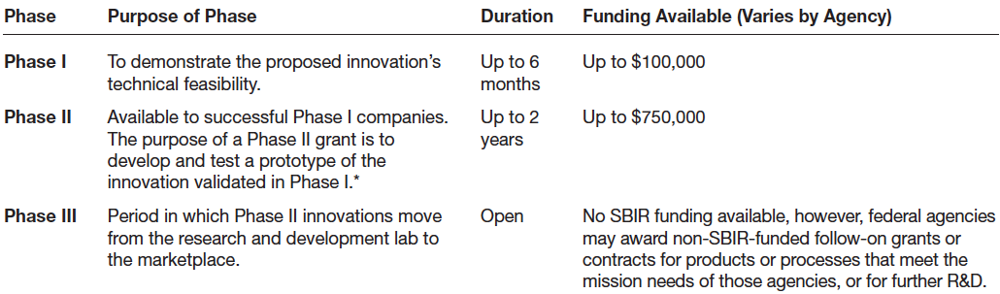 Phase Purpose of Phase Duration Funding Available (Varies by Agency)
Phase I To demonstrate the proposed innovation’s Up to 6 Up to $100,000
technical feasibility. months
Phase II Available to successful Phase I companies. Up to 2 Up to $750,000
The purpose of a Phase II grant is to years
develop and test a prototype of the
innovation validated in Phase I.*
Phase III Period in which Phase II innovations move Open No SBIR funding available, however, federal agencies
from the research and development lab to may award non-SBIR-funded follow-on grants or
the marketplace. contracts for products or processes that meet the
mission needs of those agencies, or for further R&D.